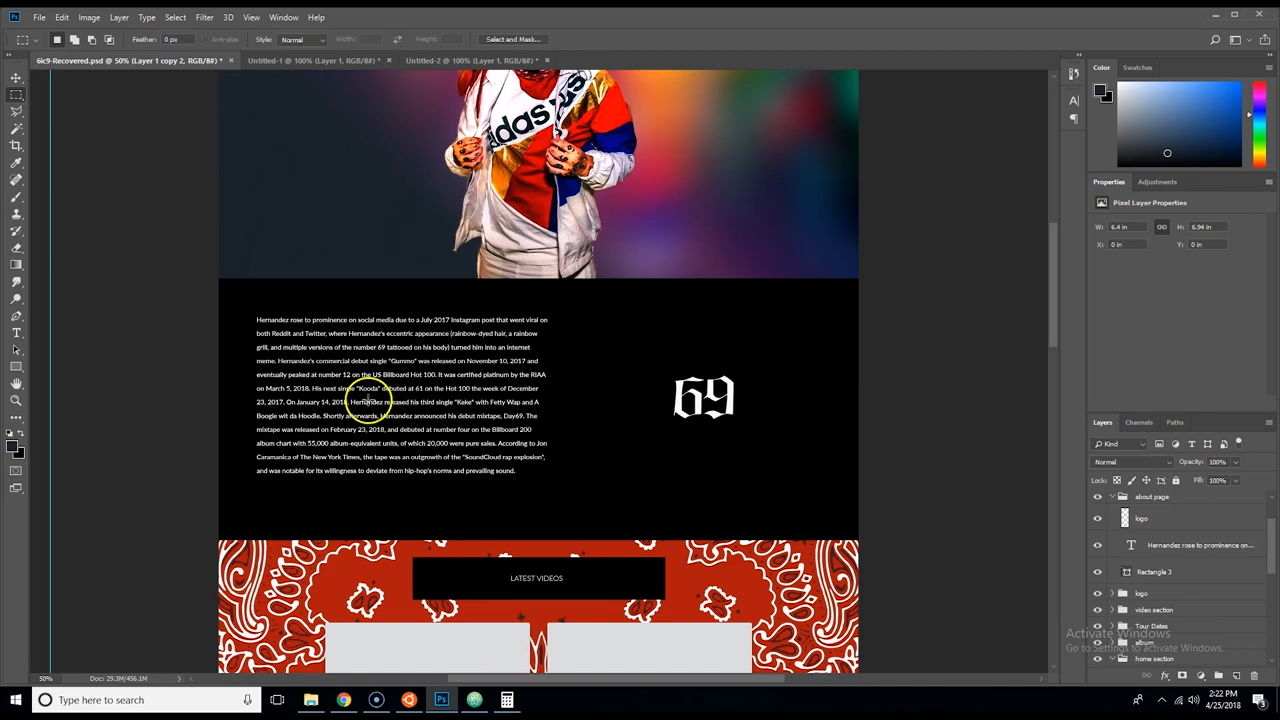 File Edit Image Layer Type Select Filter 3D View Window Help
Feather: 0 px Anti-alias Style: Normal Width: Height: Select and Mask...
6ic9-Recovered.psd @ 50% (Layer 1 copy 2, RGB/8#) * Untitled-1 @ 100% (Layer 1, RGB/8#) * Untitled-2 @ 100% (Layer 1, RGB/8#) *
Color Swatches
adidas
Properties Adjustments
Pixel Layer Properties
W: 6.4 in H: 6.94 in
X: 0 in Y: 0 in
Hernandez rose to prominence on social media due to a July 2017 Instagram post that went viral on
both Reddit and Twitter, where Hernandez's eccentric appearance (rainbow-dyed hair, a rainbow
grill, and multiple versions of the number 69 tattooed on his body) turned him into an internet
meme. Hernandez's commercial debut single "Gummo" was released on November 10, 2017 and
eventually peaked at number 12 on the US Billboard Hot 100. It was certified platinum by the RIAA
on March 5, 2018. His next single "Kooda" debuted at 61 on the Hot 100 the week of December
23, 2017. On January 14, 2018, Hernandez released his third single "Keke" with Fetty Wap and A
Boogie wit da Hoodie. Shortly afterwards, Hernandez announced his debut mixtape, Day69. The
mixtape was released on February 23, 2018, and debuted at number four on the Billboard 200
album chart with 55,000 album-equivalent units, of which 20,000 were pure sales. According to Jon
Caramanica of The New York Times, the tape was an outgrowth of the "SoundCloud rap explosion",
and was notable for its willingness to deviate from hip-hop's norms and prevailing sound.
69
LATEST VIDEOS
Layers Channels Paths
Kind
Normal Opacity: 100%
Lock: Fill: 100%
about page
logo
Hernandez rose to prominence on...
Rectangle 3
logo
video section
Tour Dates
album
home section
Activate Windows
Go to Settings to activate Windows.
50% Doc: 29.3M/456.1M
Type here to search
2:22 PM
4/25/2018
3